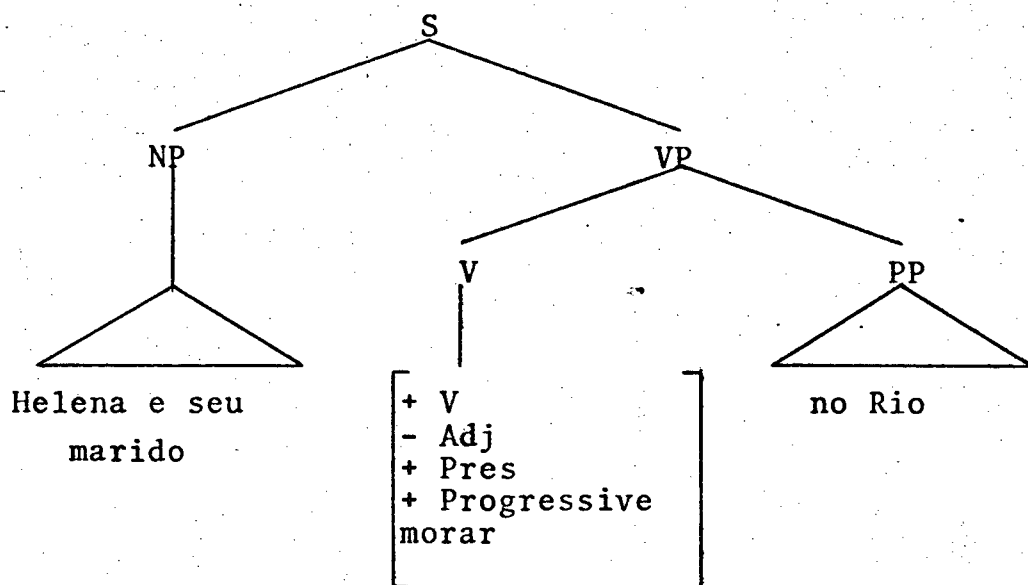 S
NP VP
V PP
Helena e seu
marido
+ V
- Adj
+ Pres
+ Progressive
morar
no Rio